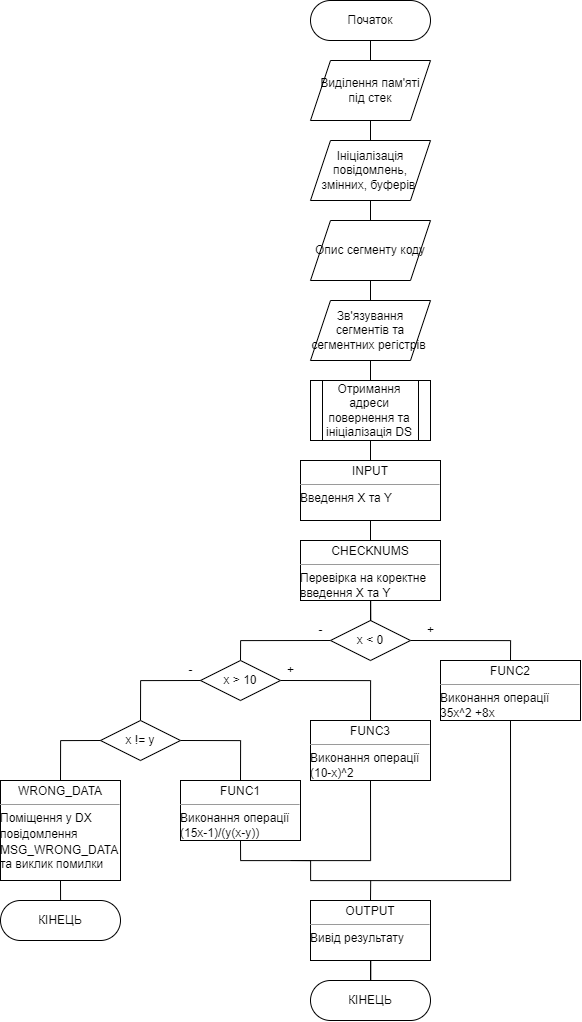 Початок
Виділення пам'яті
під стек
Ініціалізація
повідомлень,
змінних, буферів
Опис сегменту коду
Зв'язування
сегментів та
сегментних регістрів
Отримання
адреси
повернення та
ініціалізація DS
INPUT
Введення X та Y
CHECKNUMS
Перевірка на коректне
введення X та Y
-
x < 0
+
-
x > 10
+
FUNC2
Виконання операції
35x^2 +8x
x != y
FUNC3
Виконання операції
(10-x)^2
WRONG_DATA
Поміщення у DX
повідомлення
MSG_WRONG_DATA
та виклик помилки
FUNC1
Виконання операції
(15x-1)/(y(x-y))
КІНЕЦЬ
OUTPUT
Вивід результату
КІНЕЦЬ